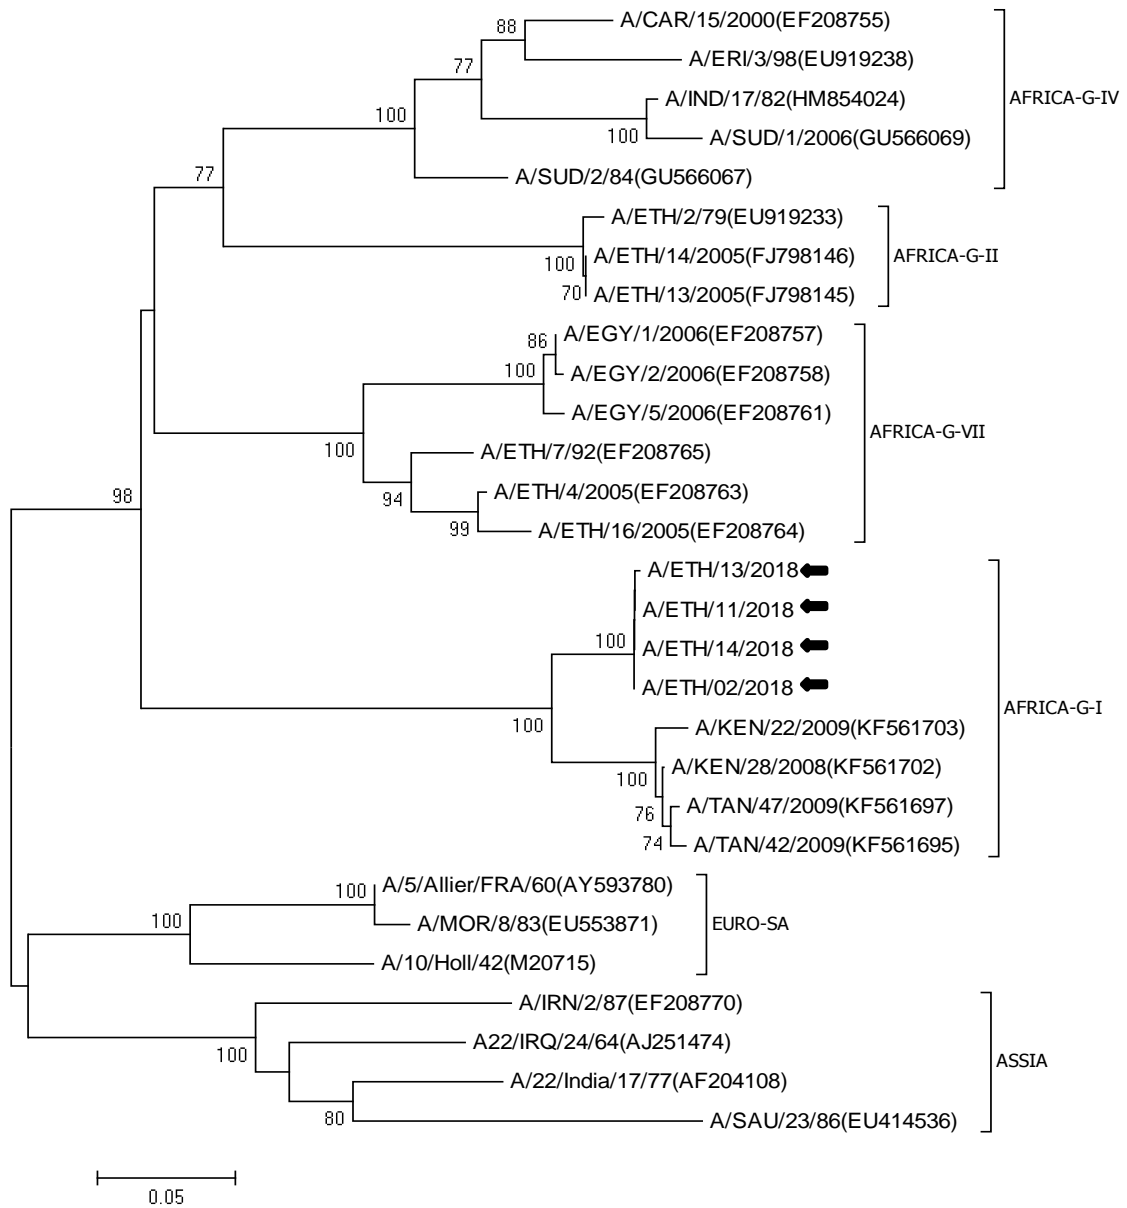 88
A/CAR/15/2000(EF208755)
77
A/ERI/3/98(EU919238)
A/IND/17/82(HM854024)
AFRICA-G-IV
100
100
A/SUD/1/2006(GU566069)
77
A/SUD/2/84(GU566067)
A/ETH/2/79(EU919233)
A/ETH/14/2005(FJ798146)
AFRICA-G-II
100
70
A/ETH/13/2005(FJ798145)
86
A/EGY/1/2006(EF208757)
100
A/EGY/2/2006(EF208758)
A/EGY/5/2006(EF208761)
AFRICA-G-VII
100
A/ETH/7/92(EF208765)
98
94
A/ETH/4/2005(EF208763)
99
A/ETH/16/2005(EF208764)
A/ETH/13/2018
A/ETH/11/2018
100
A/ETH/14/2018
A/ETH/02/2018
AFRICA-G-I
100
A/KEN/22/2009(KF561703)
100
A/KEN/28/2008(KF561702)
76
A/TAN/47/2009(KF561697)
74
A/TAN/42/2009(KF561695)
100
A/5/Allier/FRA/60(AY593780)
100
A/MOR/8/83(EU553871)
EURO-SA
A/10/Holl/42(M20715)
A/IRN/2/87(EF208770)
100
A22/IRQ/24/64(AJ251474)
ASSIA
A/22/India/17/77(AF204108)
80
A/SAU/23/86(EU414536)
0.05